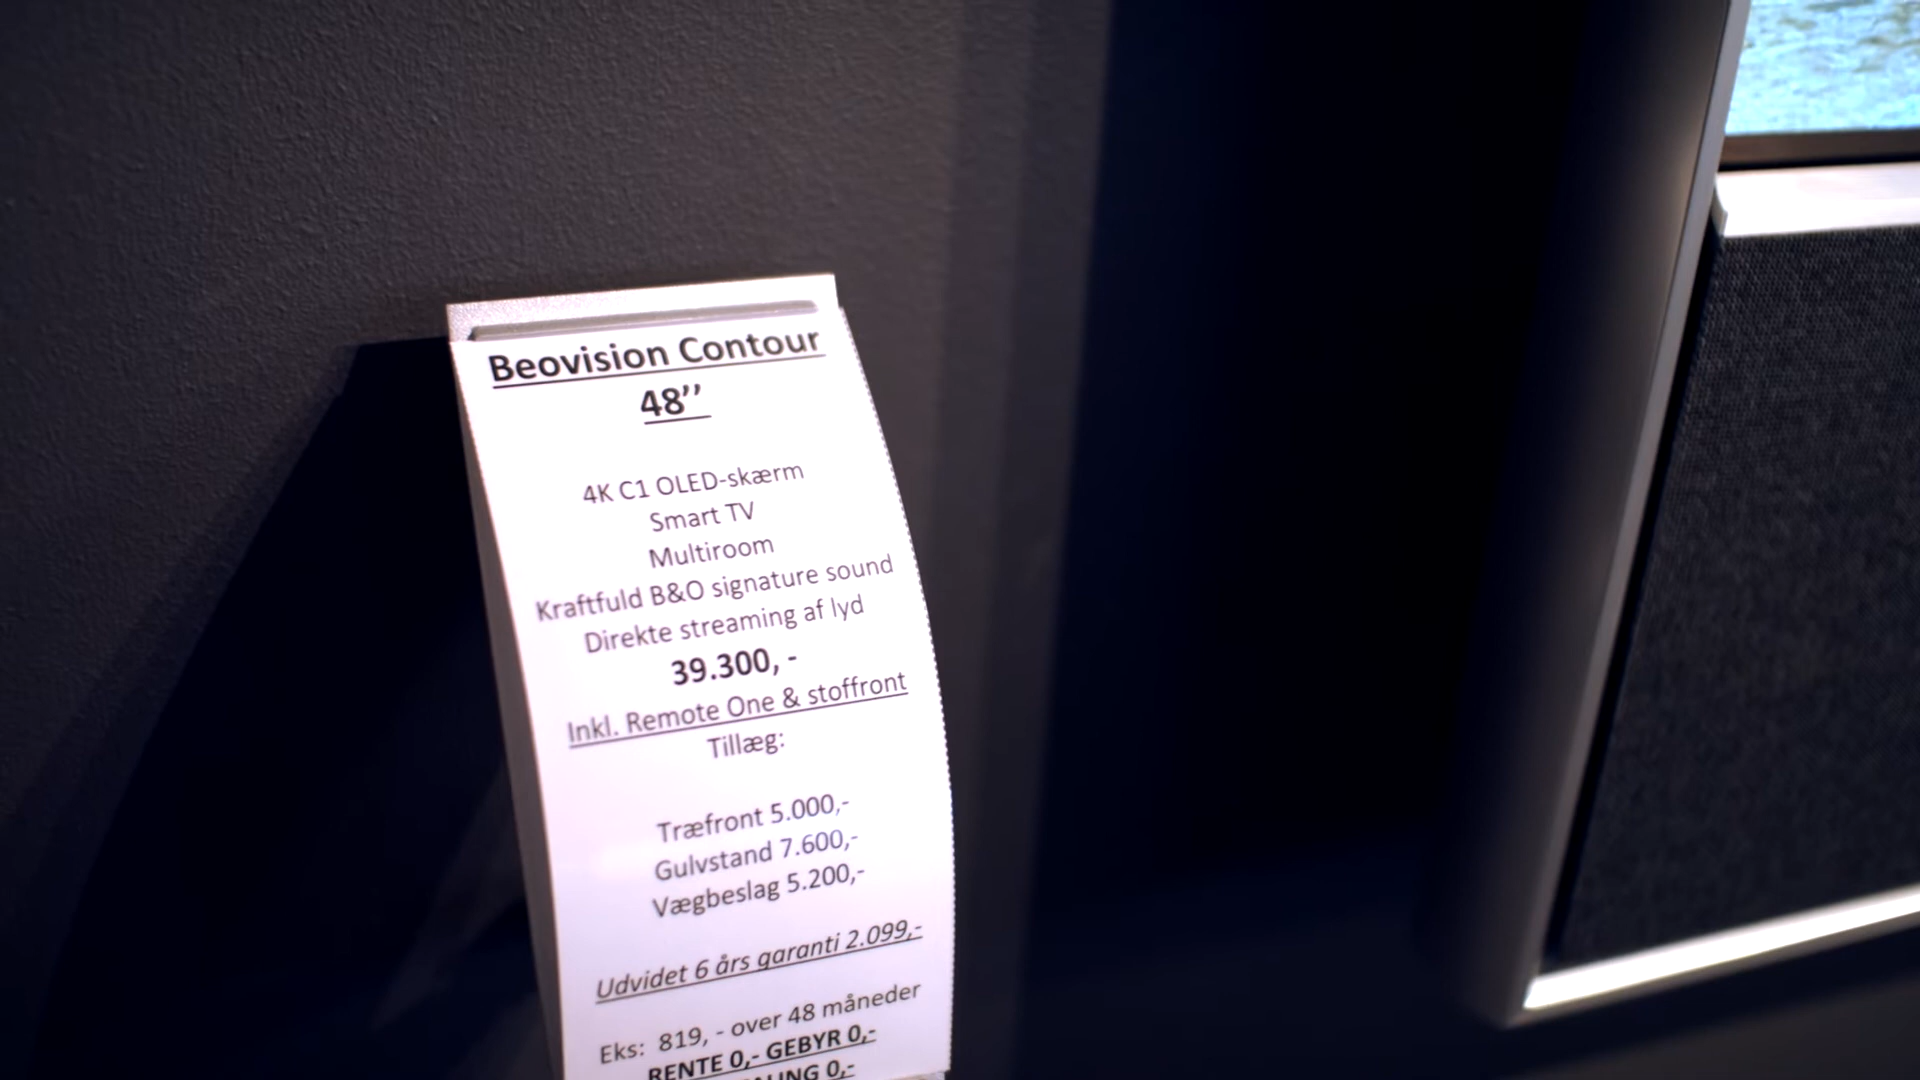 Beovision Contour
48’’
4K C1 OLED-skærm
Smart TV
Multiroom
Kraftfuld B&O signature sound
Direkte streaming af lyd
39.300, -
Inkl. Remote One & stoffront
Tillæg:
Træfront 5.000,-
Gulvstand 7.600,-
Vægbeslag 5.200,-
Udvidet 6 års garanti 2.099,-
Eks: 819, - over 48 måneder
RENTE 0,- GEBYR 0,-
0,-